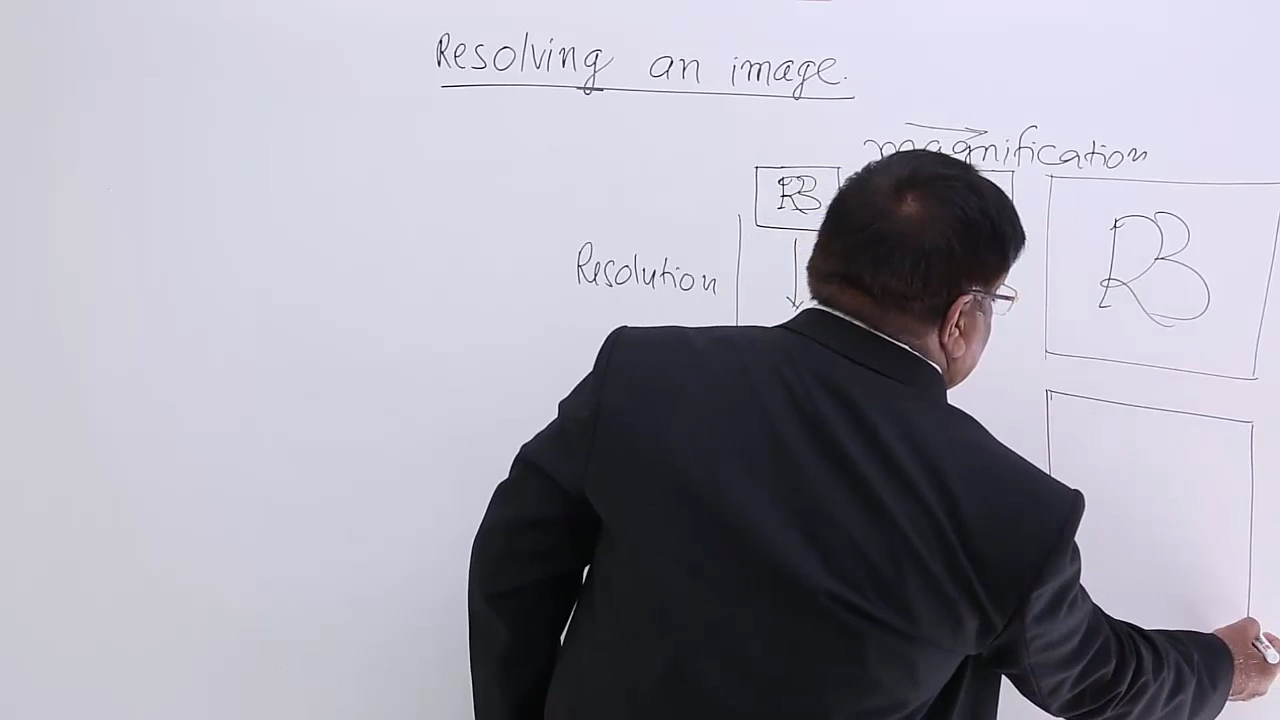 Resolving an image.
magnification
RB
RB
Resolution